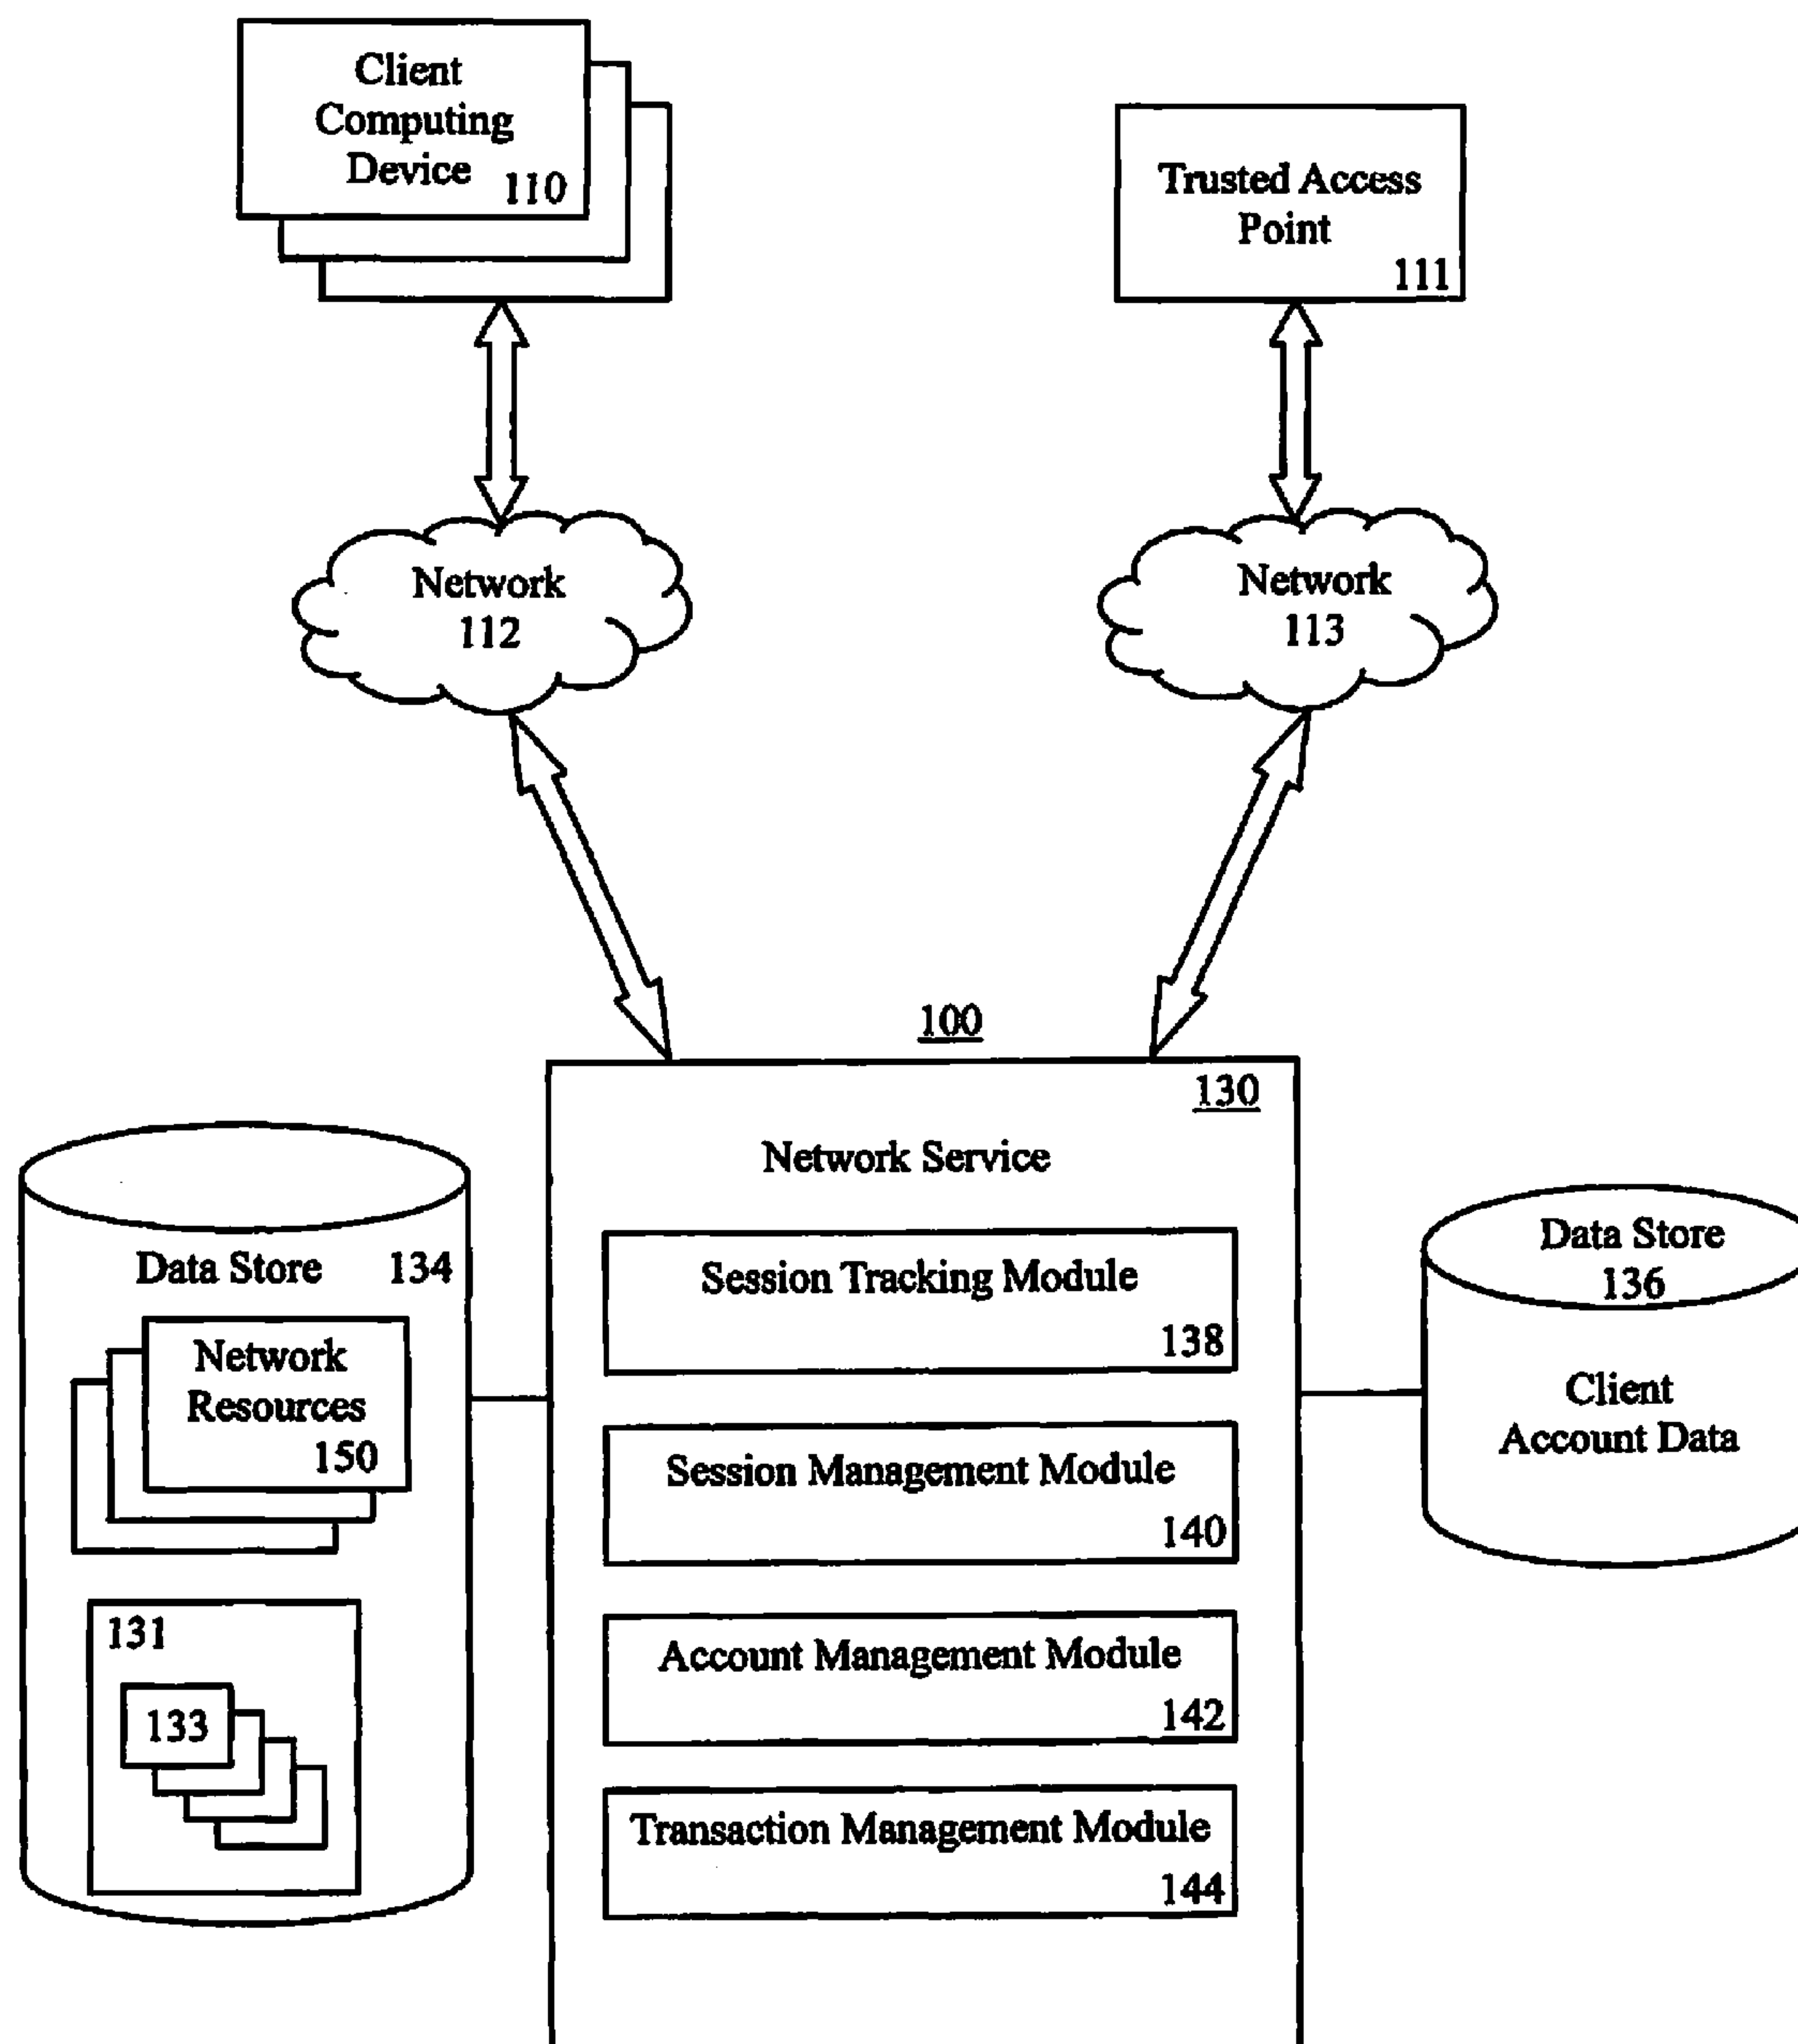 Client
Computing
Device
110
Trusted Access
Point
111
Network
112
Network
113
100
130
Network Service
Session Tracking Module
138
Session Management Module
140
Account Management Module
142
Transaction Management Module
144
Data Store 134
Network
Resources
150
131
133
Data Store
136
Client
Account Data